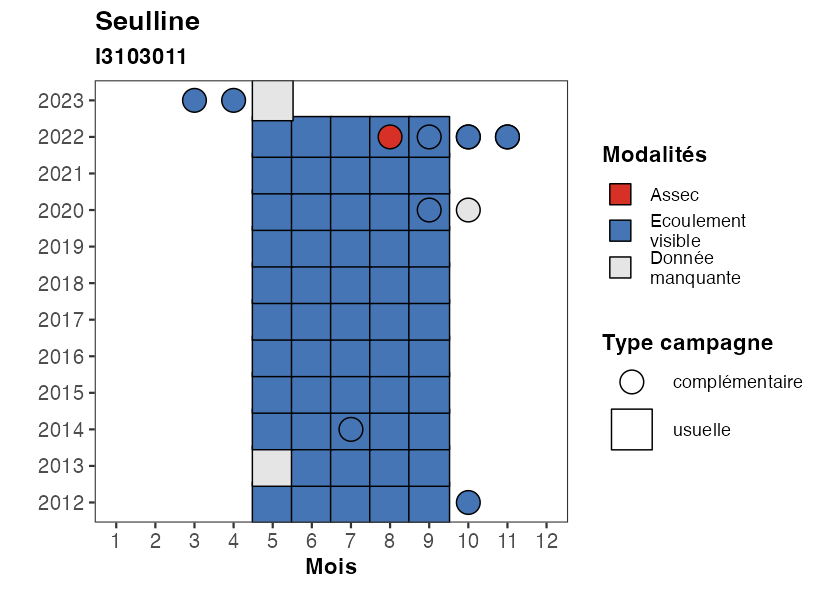 Seulline
I3103011
2023
2022
2021
2020
2019
2018
2017
2016
2015
2014
2013
2012
1 2 3 4 5 6 7 8 9 10 11 12
Mois
Modalités
Assec
Ecoulement
visible
Donnée
manquante
Type campagne
complémentaire
usuelle